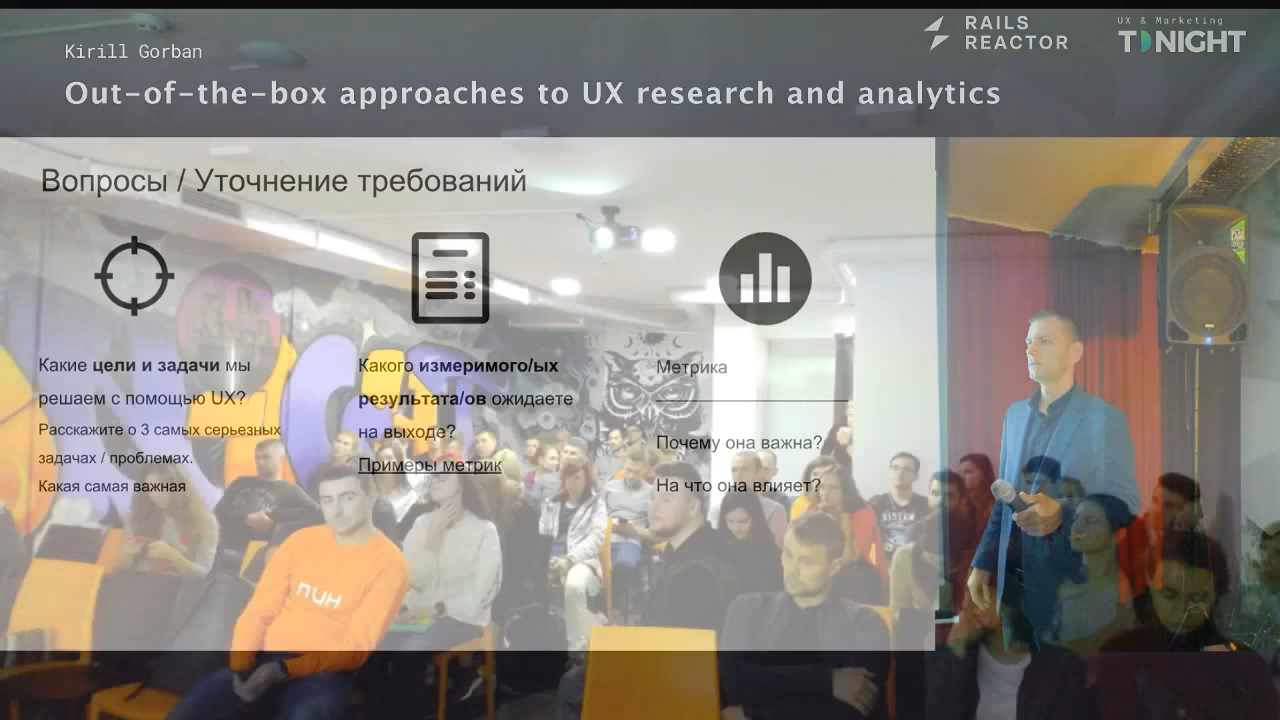 Kirill Gorban
Out-of-the-box approaches to UX research and analytics
RAILS
REACTOR
UX & Marketing
TONIGHT
Вопросы / Уточнение требований
Какие цели и задачи мы
решаем с помощью UX?
Расскажите о 3 самых серьезных
задачах / проблемах.
Какая самая важная
Какого измеримого/ых
результата/ов ожидаете
на выходе?
Примеры метрик
Метрика
Почему она важна?
На что она влияет?
пин